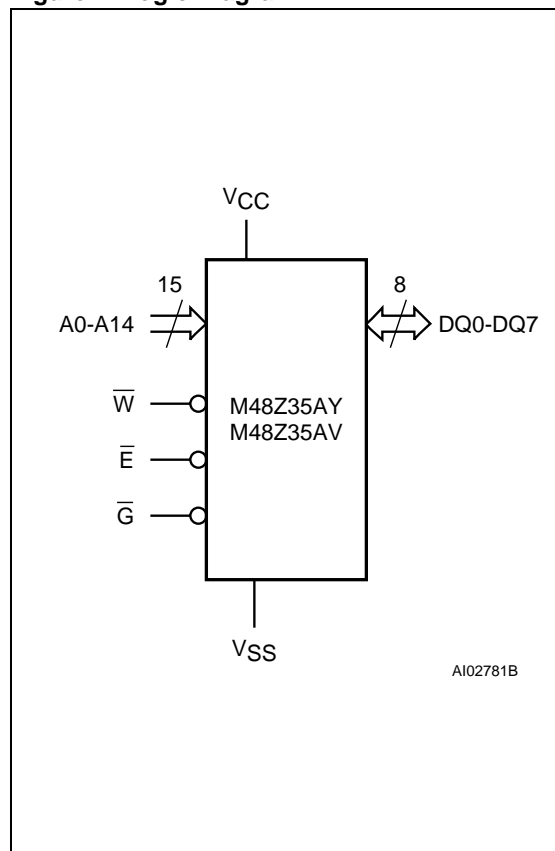 VCC
15
8
A0-A14
DQ0-DQ7
W̅
M48Z35AY
M48Z35AV
E̅
G̅
VSS
AI02781B